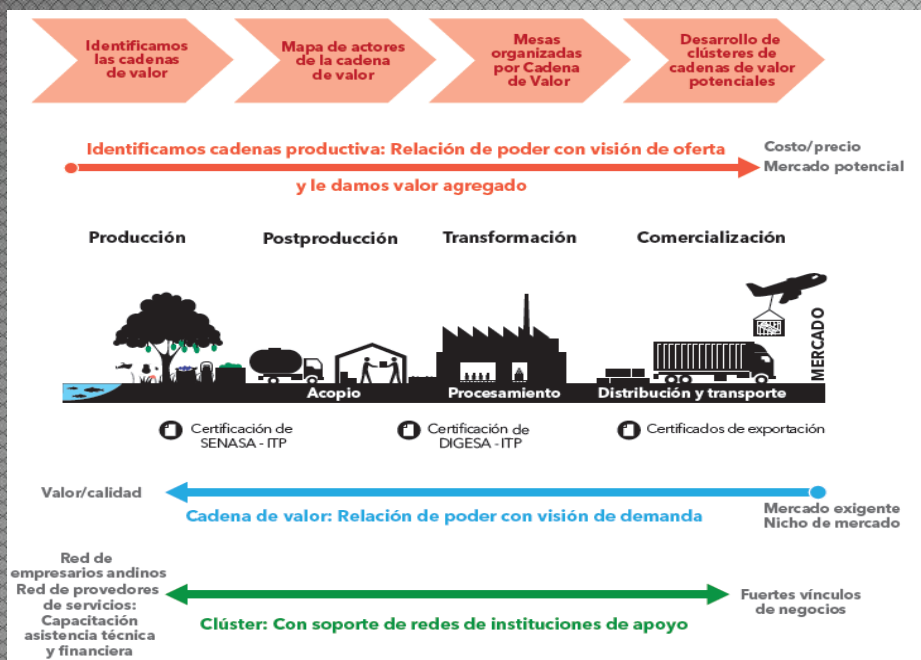 Identificamos
las cadenas
de valor
Mapa de actores
de la cadena
de valor
Mesas
organizadas
por Cadena
de Valor
Desarrollo de
clústeres de
cadenas de valor
potenciales
Identificamos cadenas productiva: Relación de poder con visión de oferta
y le damos valor agregado
Costo/precio
Mercado potencial
Producción
Postproducción
Transformación
Comercialización
MERCADO
Acopio
Procesamiento
Distribución y transporte
Certificación de
SENASA - ITP
Certificación de
DIGESA - ITP
Certificados de exportación
Valor/calidad
Cadena de valor: Relación de poder con visión de demanda
Mercado exigente
Nicho de mercado
Red de
empresarios andinos
Red de provedores
de servicios:
Capacitación
asistencia técnica
y financiera
Clúster: Con soporte de redes de instituciones de apoyo
Fuertes vínculos
de negocios